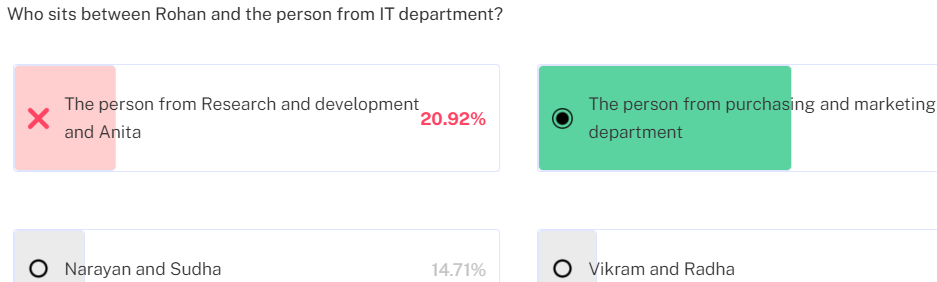 Who sits between Rohan and the person from IT department?
The person from Research and development
and Anita
20.92%
The person from purchasing and marketing
department
Narayan and Sudha
14.71%
Vikram and Radha